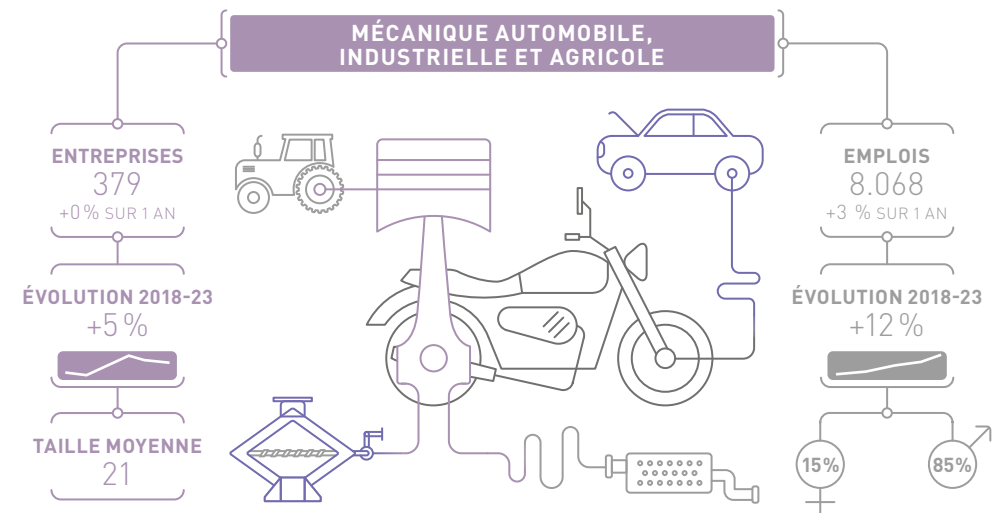 MÉCANIQUE AUTOMOBILE,
INDUSTRIELLE ET AGRICOLE
ENTREPRISES
379
+0% SUR 1 AN
ÉVOLUTION 2018-23
+5 %
TAILLE MOYENNE
21
EMPLOIS
8.068
+3 % SUR 1 AN
ÉVOLUTION 2018-23
+12 %
15%
85%